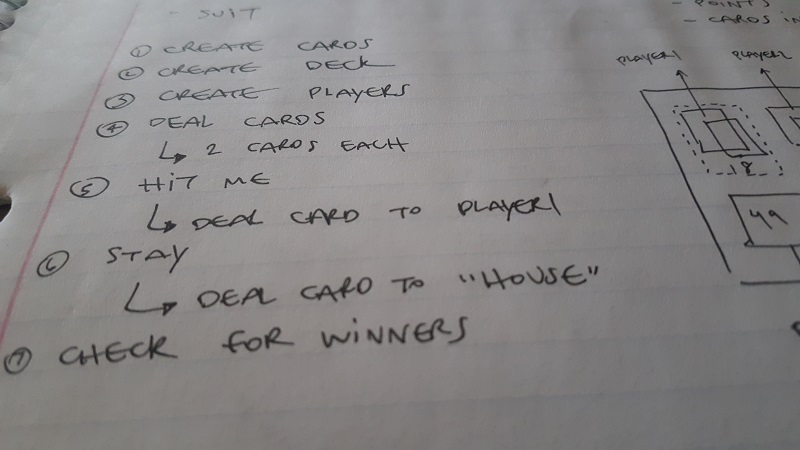 - SUIT
- POINTS
- CARDS IN
① CREATE CARDS
② CREATE DECK
③ CREATE PLAYERS
④ DEAL CARDS
↳ 2 CARDS EACH
⑤ HIT ME
↳ DEAL CARD TO PLAYER1
⑥ STAY
↳ DEAL CARD TO "HOUSE"
⑦ CHECK FOR WINNERS
PLAYER1
PLAYER2
49